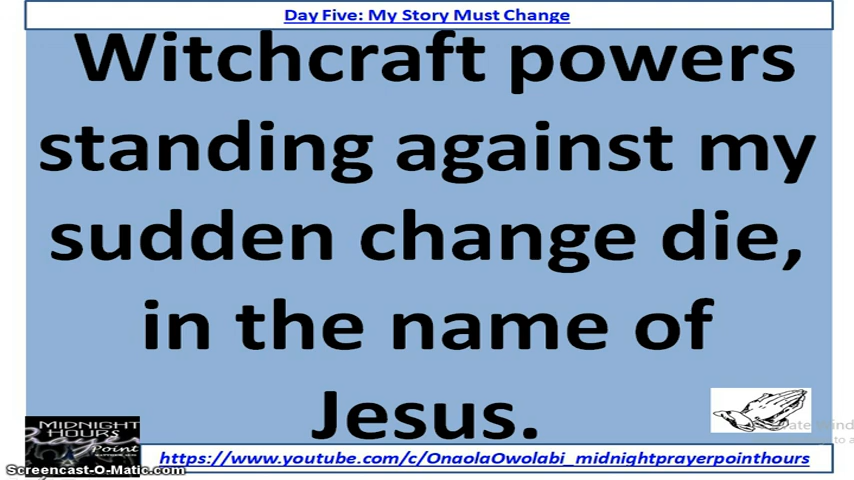 Day Five: My Story Must Change
Witchcraft powers
standing against my
sudden change die,
in the name of
Jesus.
MIDNIGHT
HOURS
Prayer
Point
https://www.youtube.com/c/OnaolaOwolabi_midnightprayerpointhours
Screencast-O-Matic.com